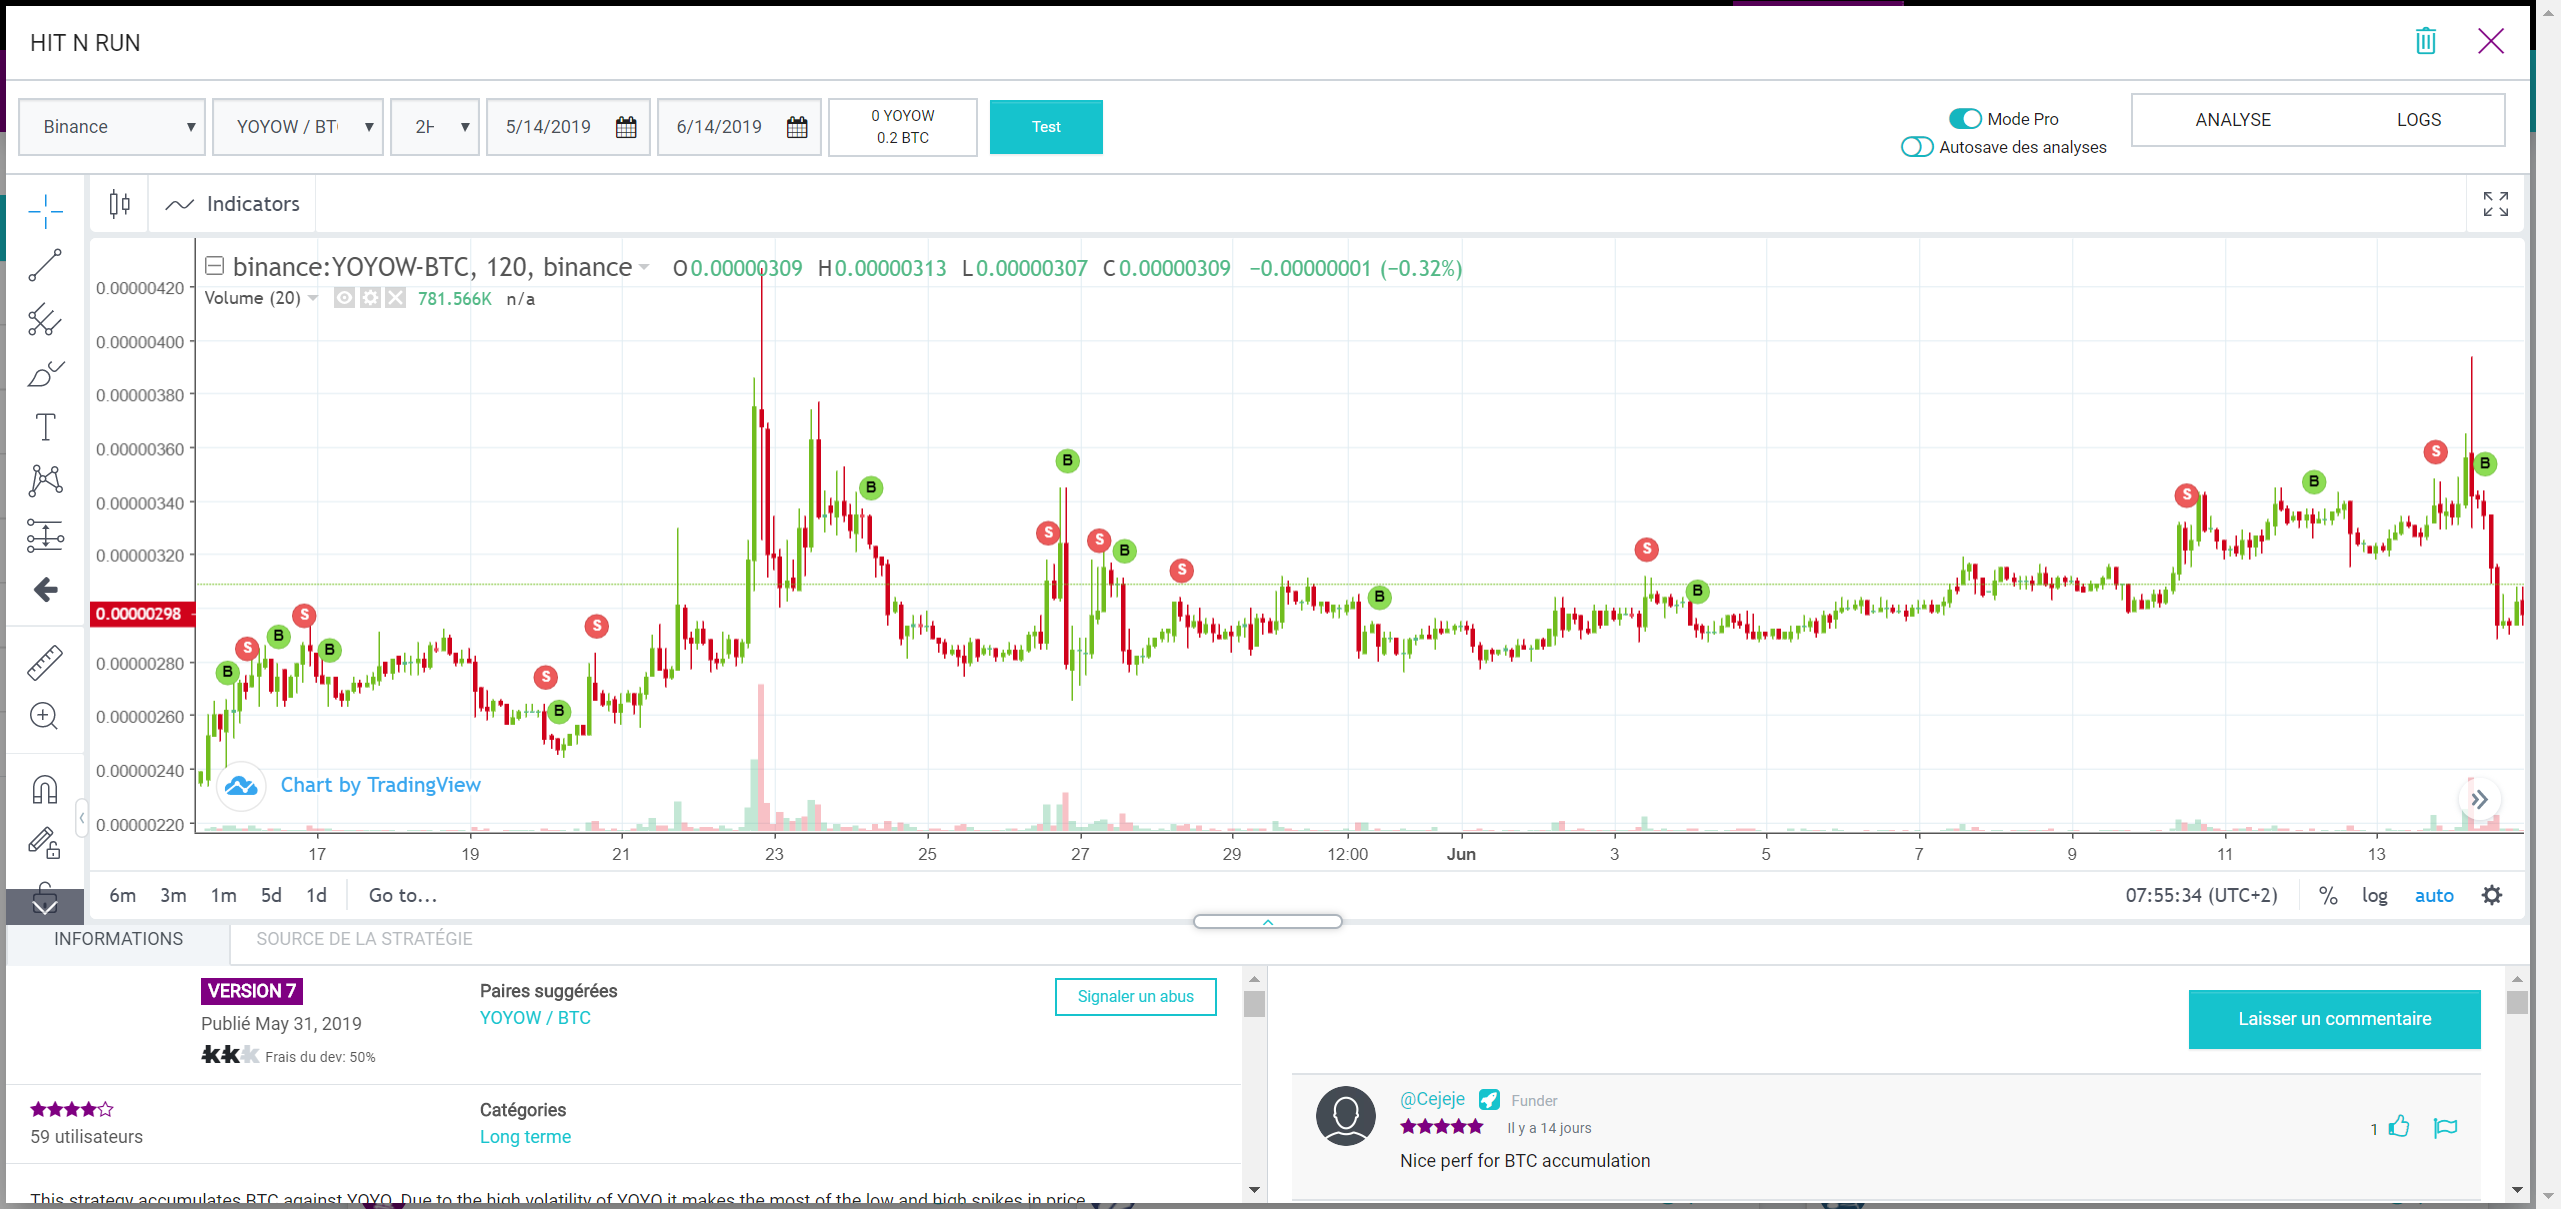 HIT N RUN
Binance
YOYOW / BT
2H
5/14/2019
6/14/2019
0 YOYOW
0.2 BTC
Test
Mode Pro
Autosave des analyses
ANALYSE
LOGS
Indicators
binance:YOYOW-BTC, 120, binance O0.00000309 H0.00000313 L0.00000307 C0.00000309 −0.00000001 (−0.32%)
Volume (20) 781.566K n/a
0.00000420
0.00000400
0.00000380
0.00000360
0.00000340
0.00000320
0.00000298
0.00000280
0.00000260
0.00000240
0.00000220
B
S
B
S
B
S
B
S
B
S
B
S
B
S
B
S
B
S
B
S
B
Chart by TradingView
17 19 21 23 25 27 29 12:00 Jun 3 5 7 9 11 13
6m 3m 1m 5d 1d Go to...
07:55:34 (UTC+2) % log auto
INFORMATIONS
SOURCE DE LA STRATÉGIE
VERSION 7
Publié May 31, 2019
Frais du dev: 50%
Paires suggérées
YOYOW / BTC
Signaler un abus
59 utilisateurs
Catégories
Long terme
This strategy accumulates BTC against YOYO. Due to the high volatility of YOYO it makes the most of the low and high spikes in price
Laisser un commentaire
@Cejeje Funder
Il y a 14 jours
1
Nice perf for BTC accumulation